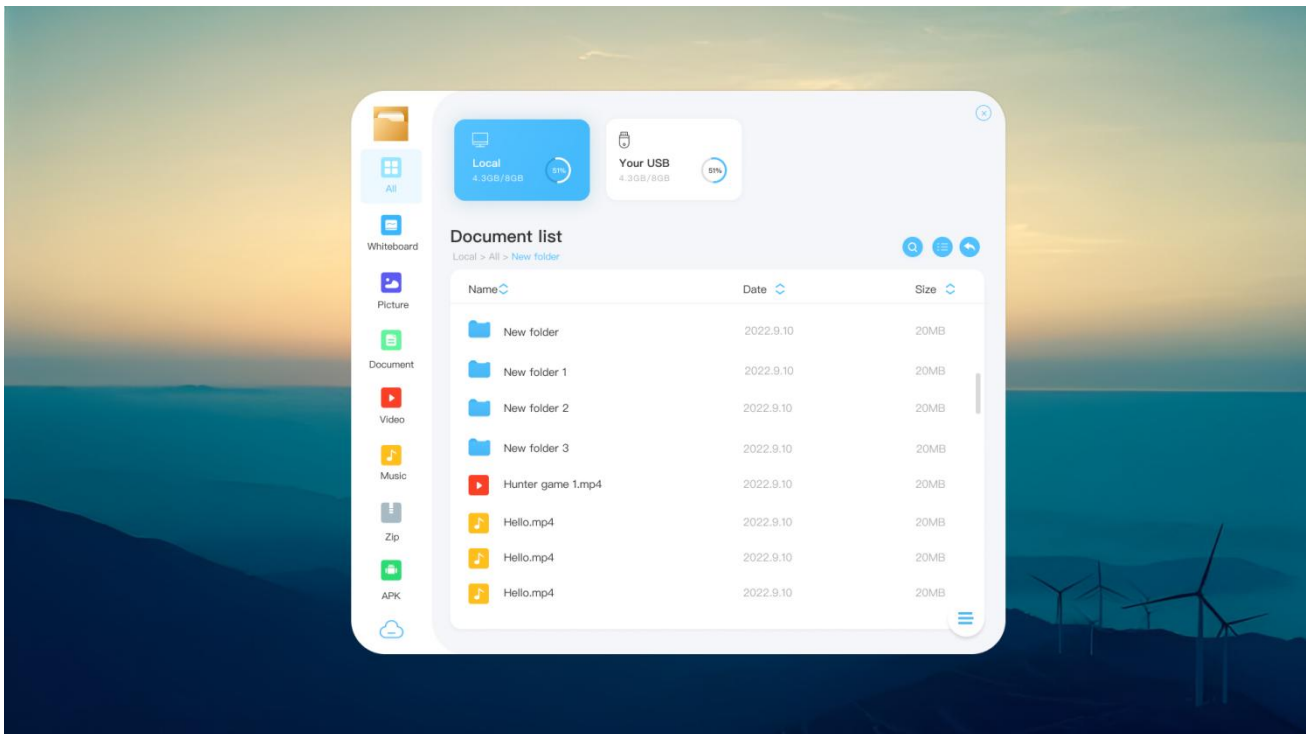 All
Whiteboard
Picture
Document
Video
Music
Zip
APK
Local
4.3GB/8GB
51%
Your USB
4.3GB/8GB
51%
Document list
Local > All > New folder
Name Date Size
New folder 2022.9.10 20MB
New folder 1 2022.9.10 20MB
New folder 2 2022.9.10 20MB
New folder 3 2022.9.10 20MB
Hunter game 1.mp4 2022.9.10 20MB
Hello.mp4 2022.9.10 20MB
Hello.mp4 2022.9.10 20MB
Hello.mp4 2022.9.10 20MB